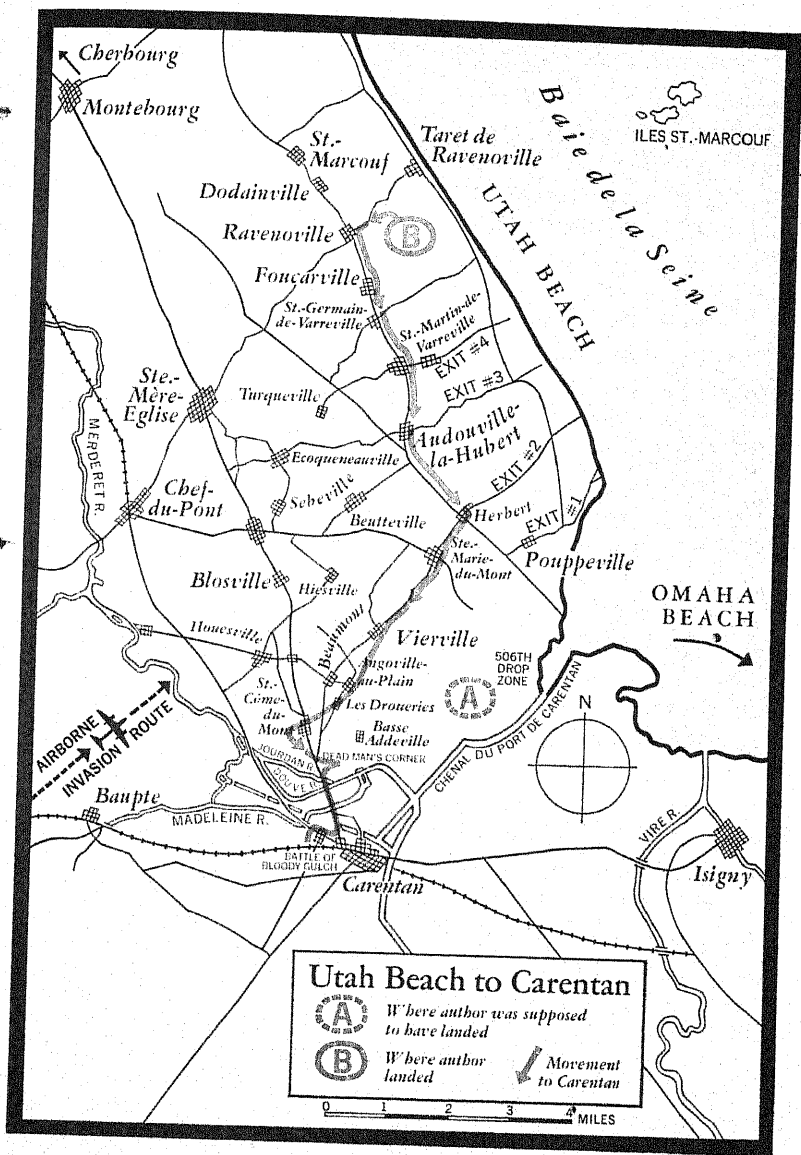 Cherbourg
Montebourg
Baie de la Seine
ILES ST.-MARCOUF
St.-
Marcouf
Taret de
Ravenoville
Dodainville
UTAH BEACH
Ravenoville
B
Foucarville
St.-Germain-
de-Varreville
St.-Martin-de-
Varreville
EXIT #4
EXIT #3
Ste.-
Mère-
Eglise
Turqueville
Audouville-
la-Hubert
MERDERET R.
Ecoqueneauville
EXIT #2
Chef-
du-Pont
Sebeville
Beutteville
Herbert
EXIT #1
Ste.-
Marie-
du-Mont
Pouppeville
Blosville
Hiesville
OMAHA
BEACH
Houesville
Beaumont
Vierville
506TH
DROP
ZONE
Angoville-
au-Plain
A
St.-
Côme-
du-
Mont
Les Droueries
Basse
Addeville
N
CHENAL DU PORT DE CARENTAN
AIRBORNE
INVASION ROUTE
JOURDAN R.
DOUVE R.
DEAD MAN'S CORNER
Baupte
MADELEINE R.
VIRE R.
BATTLE OF
BLOODY GULCH
Carentan
Isigny
Utah Beach to Carentan
A
Where author was supposed
to have landed
B
Where author
landed
Movement
to Carentan
0 1 2 3 4
MILES